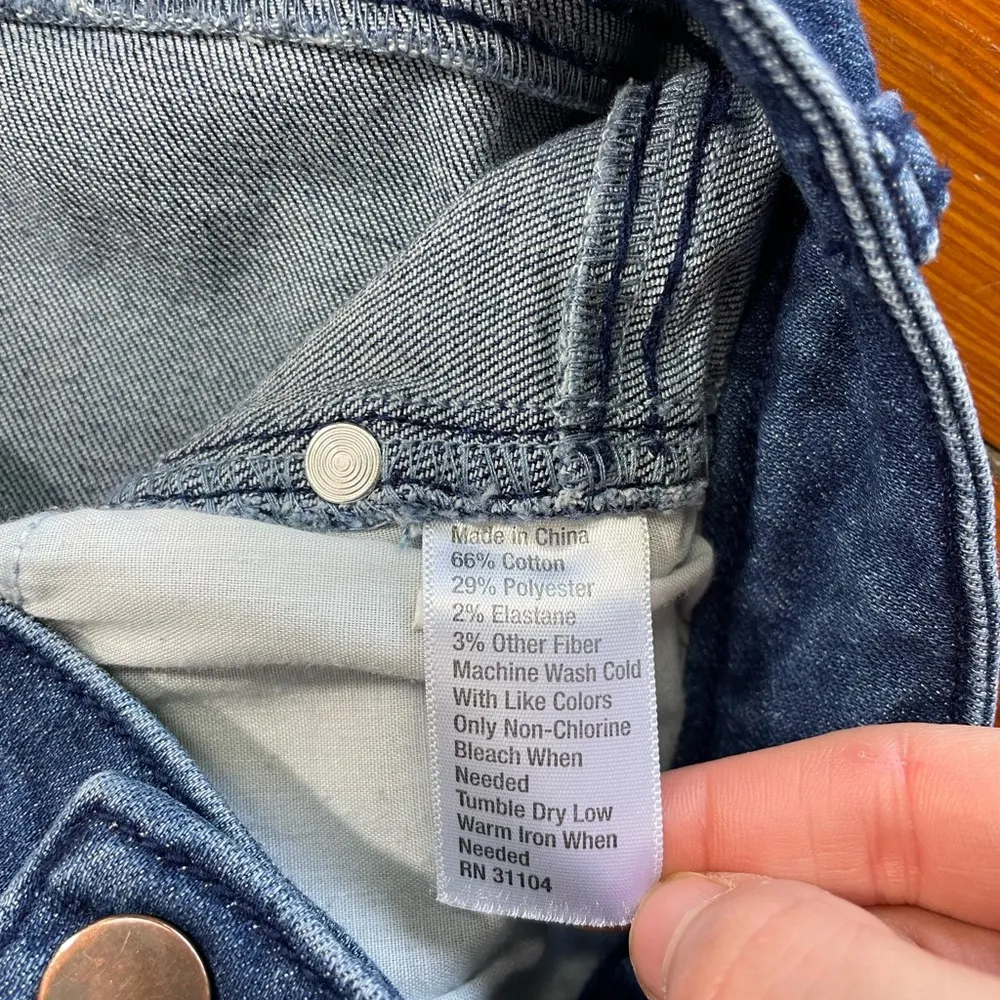 Made in China
66% Cotton
29% Polyester
2% Elastane
3% Other Fiber
Machine Wash Cold
With Like Colors
Only Non-Chlorine
Bleach When
Needed
Tumble Dry Low
Warm Iron When
Needed
RN 31104